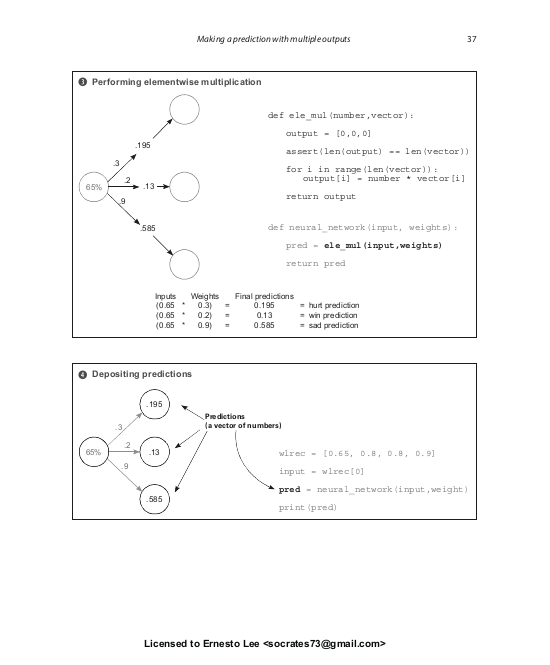 Making a prediction with multiple outputs 37
3 Performing elementwise multiplication
.195
.3
65%
.2
.13
.9
.585
def ele_mul(number,vector):
output = [0,0,0]
assert(len(output) == len(vector))
for i in range(len(vector)):
output[i] = number * vector[i]
return output
def neural_network(input, weights):
pred = ele_mul(input,weights)
return pred
Inputs Weights Final predictions
(0.65 * 0.3) = 0.195 = hurt prediction
(0.65 * 0.2) = 0.13 = win prediction
(0.65 * 0.9) = 0.585 = sad prediction
4 Depositing predictions
.195
.3
65%
.2
.13
.9
.585
Predictions
(a vector of numbers)
wlrec = [0.65, 0.8, 0.8, 0.9]
input = wlrec[0]
pred = neural_network(input,weight)
print(pred)
Licensed to Ernesto Lee <socrates73@gmail.com>